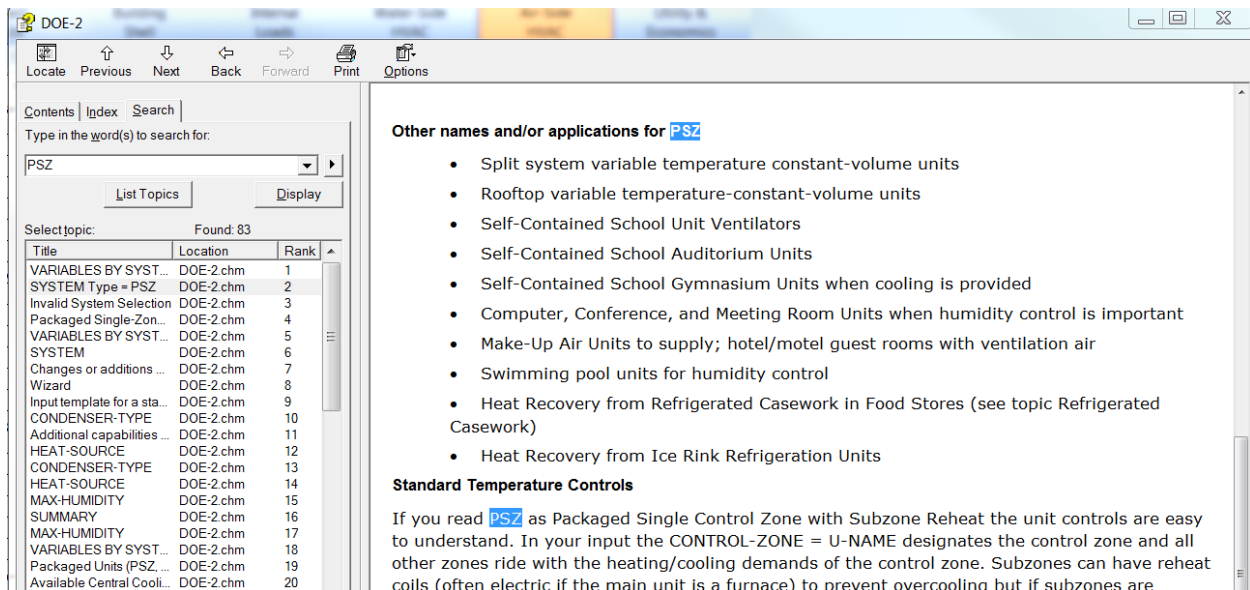 DOE-2
Building Internal Water-Side Air-Side Utility &
Shell Loads HVAC HVAC Economics
Locate Previous Next Back Forward Print Options
Contents Index Search
Type in the word(s) to search for:
PSZ
List Topics Display
Select topic: Found: 83
Title Location Rank
VARIABLES BY SYST... DOE-2.chm 1
SYSTEM Type = PSZ DOE-2.chm 2
Invalid System Selection DOE-2.chm 3
Packaged Single-Zon... DOE-2.chm 4
VARIABLES BY SYST... DOE-2.chm 5
SYSTEM DOE-2.chm 6
Changes or additions ... DOE-2.chm 7
Wizard DOE-2.chm 8
Input template for a sta... DOE-2.chm 9
CONDENSER-TYPE DOE-2.chm 10
Additional capabilities ... DOE-2.chm 11
HEAT-SOURCE DOE-2.chm 12
CONDENSER-TYPE DOE-2.chm 13
HEAT-SOURCE DOE-2.chm 14
MAX-HUMIDITY DOE-2.chm 15
SUMMARY DOE-2.chm 16
MAX-HUMIDITY DOE-2.chm 17
VARIABLES BY SYST... DOE-2.chm 18
Packaged Units (PSZ, ... DOE-2.chm 19
Available Central Cooli... DOE-2.chm 20
Other names and/or applications for PSZ
• Split system variable temperature constant-volume units
• Rooftop variable temperature-constant-volume units
• Self-Contained School Unit Ventilators
• Self-Contained School Auditorium Units
• Self-Contained School Gymnasium Units when cooling is provided
• Computer, Conference, and Meeting Room Units when humidity control is important
• Make-Up Air Units to supply; hotel/motel guest rooms with ventilation air
• Swimming pool units for humidity control
• Heat Recovery from Refrigerated Casework in Food Stores (see topic Refrigerated
Casework)
• Heat Recovery from Ice Rink Refrigeration Units
Standard Temperature Controls
If you read PSZ as Packaged Single Control Zone with Subzone Reheat the unit controls are easy
to understand. In your input the CONTROL-ZONE = U-NAME designates the control zone and all
other zones ride with the heating/cooling demands of the control zone. Subzones can have reheat
coils (often electric if the main unit is a furnace) to prevent overcooling but if subzones are